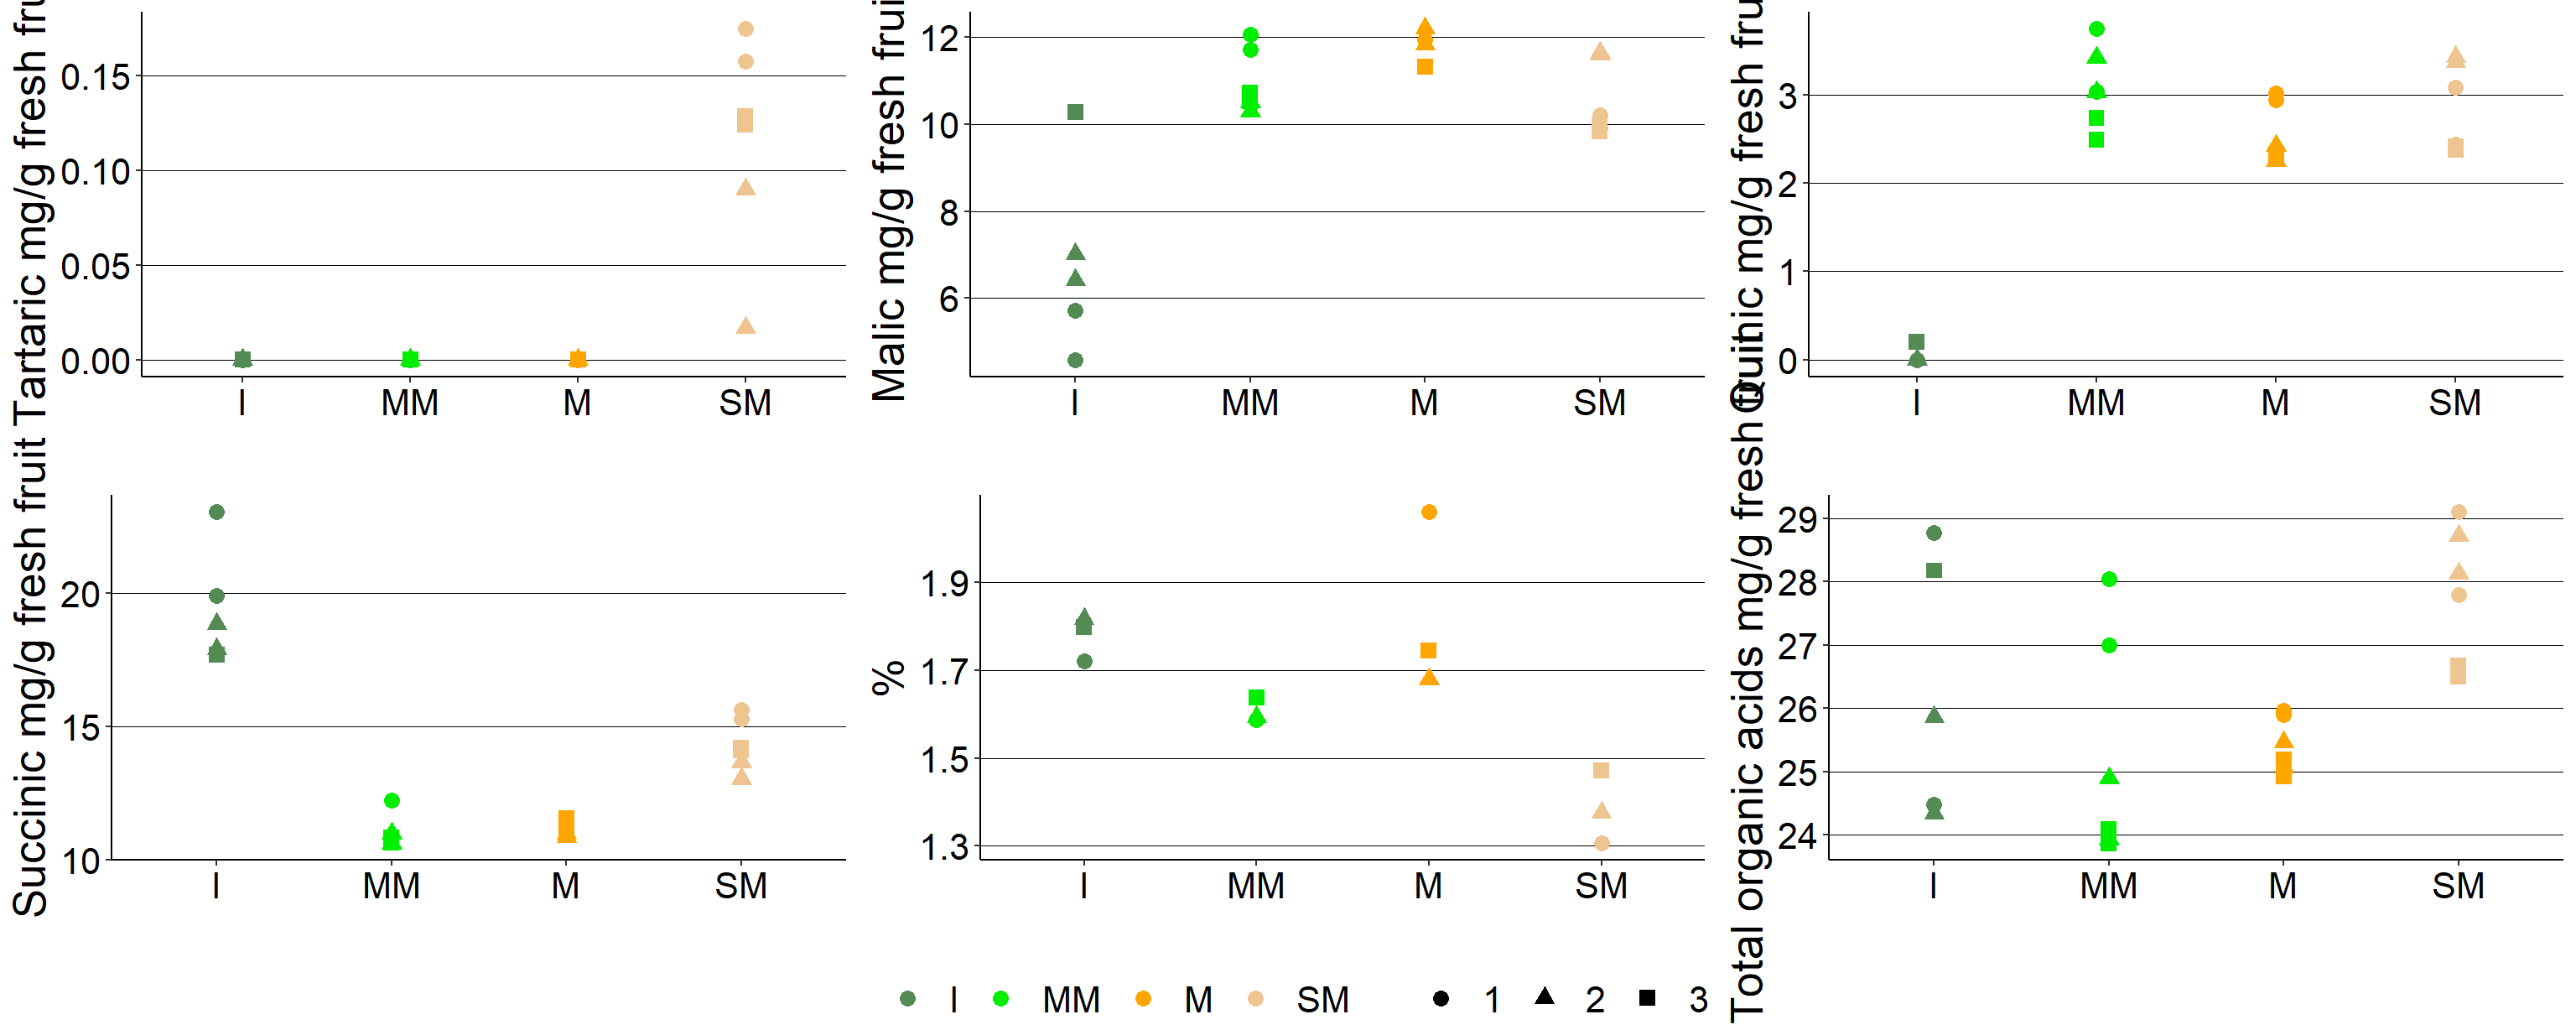 Tartaric mg/g fresh fru
0.15
0.10
0.05
0.00
I MM M SM
Malic mg/g fresh frui
12
10
8
6
I MM M SM
Quinic mg/g fresh fru
3
2
1
0
I MM M SM
Succinic mg/g fresh fruit
20
15
10
I MM M SM
%
1.9
1.7
1.5
1.3
I MM M SM
Total organic acids mg/g fresh fruit
29
28
27
26
25
24
I MM M SM
I MM M SM 1 2 3